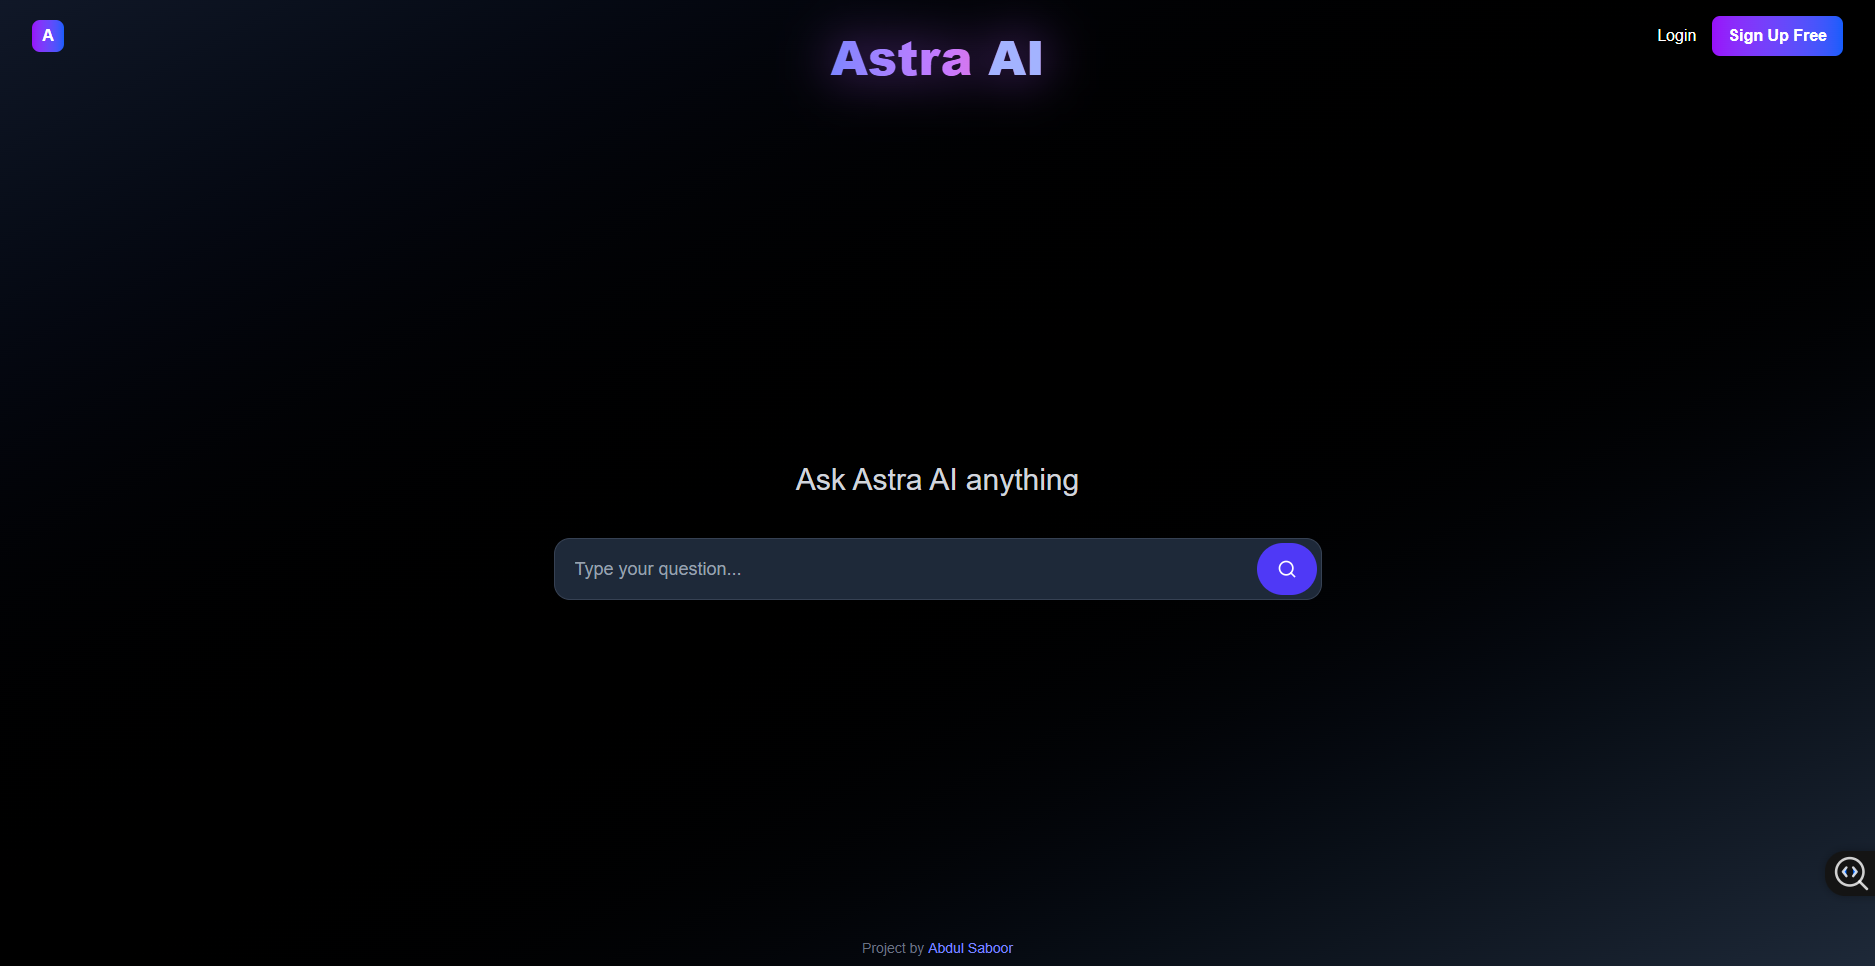 A
Astra AI
Login
Sign Up Free
Ask Astra AI anything
Type your question...
Project by Abdul Saboor